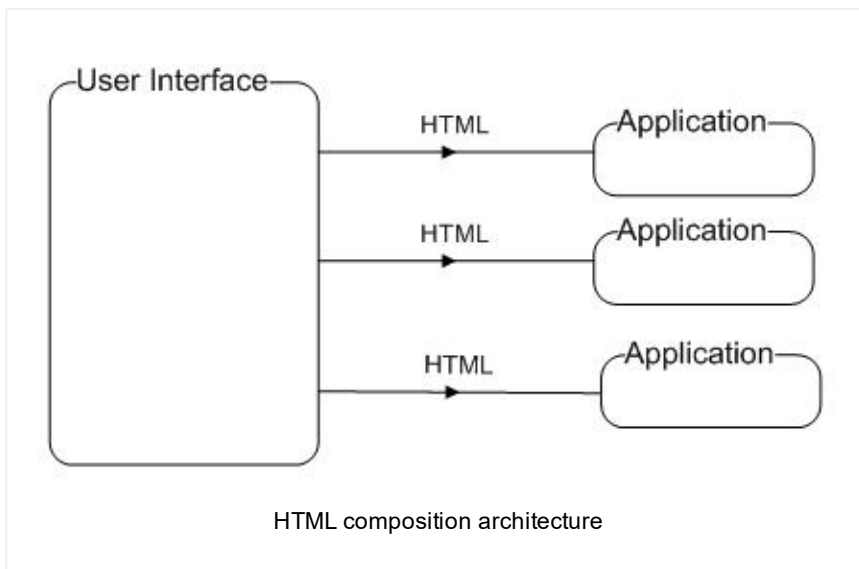 User Interface
HTML
Application
HTML
Application
HTML
Application
HTML composition architecture